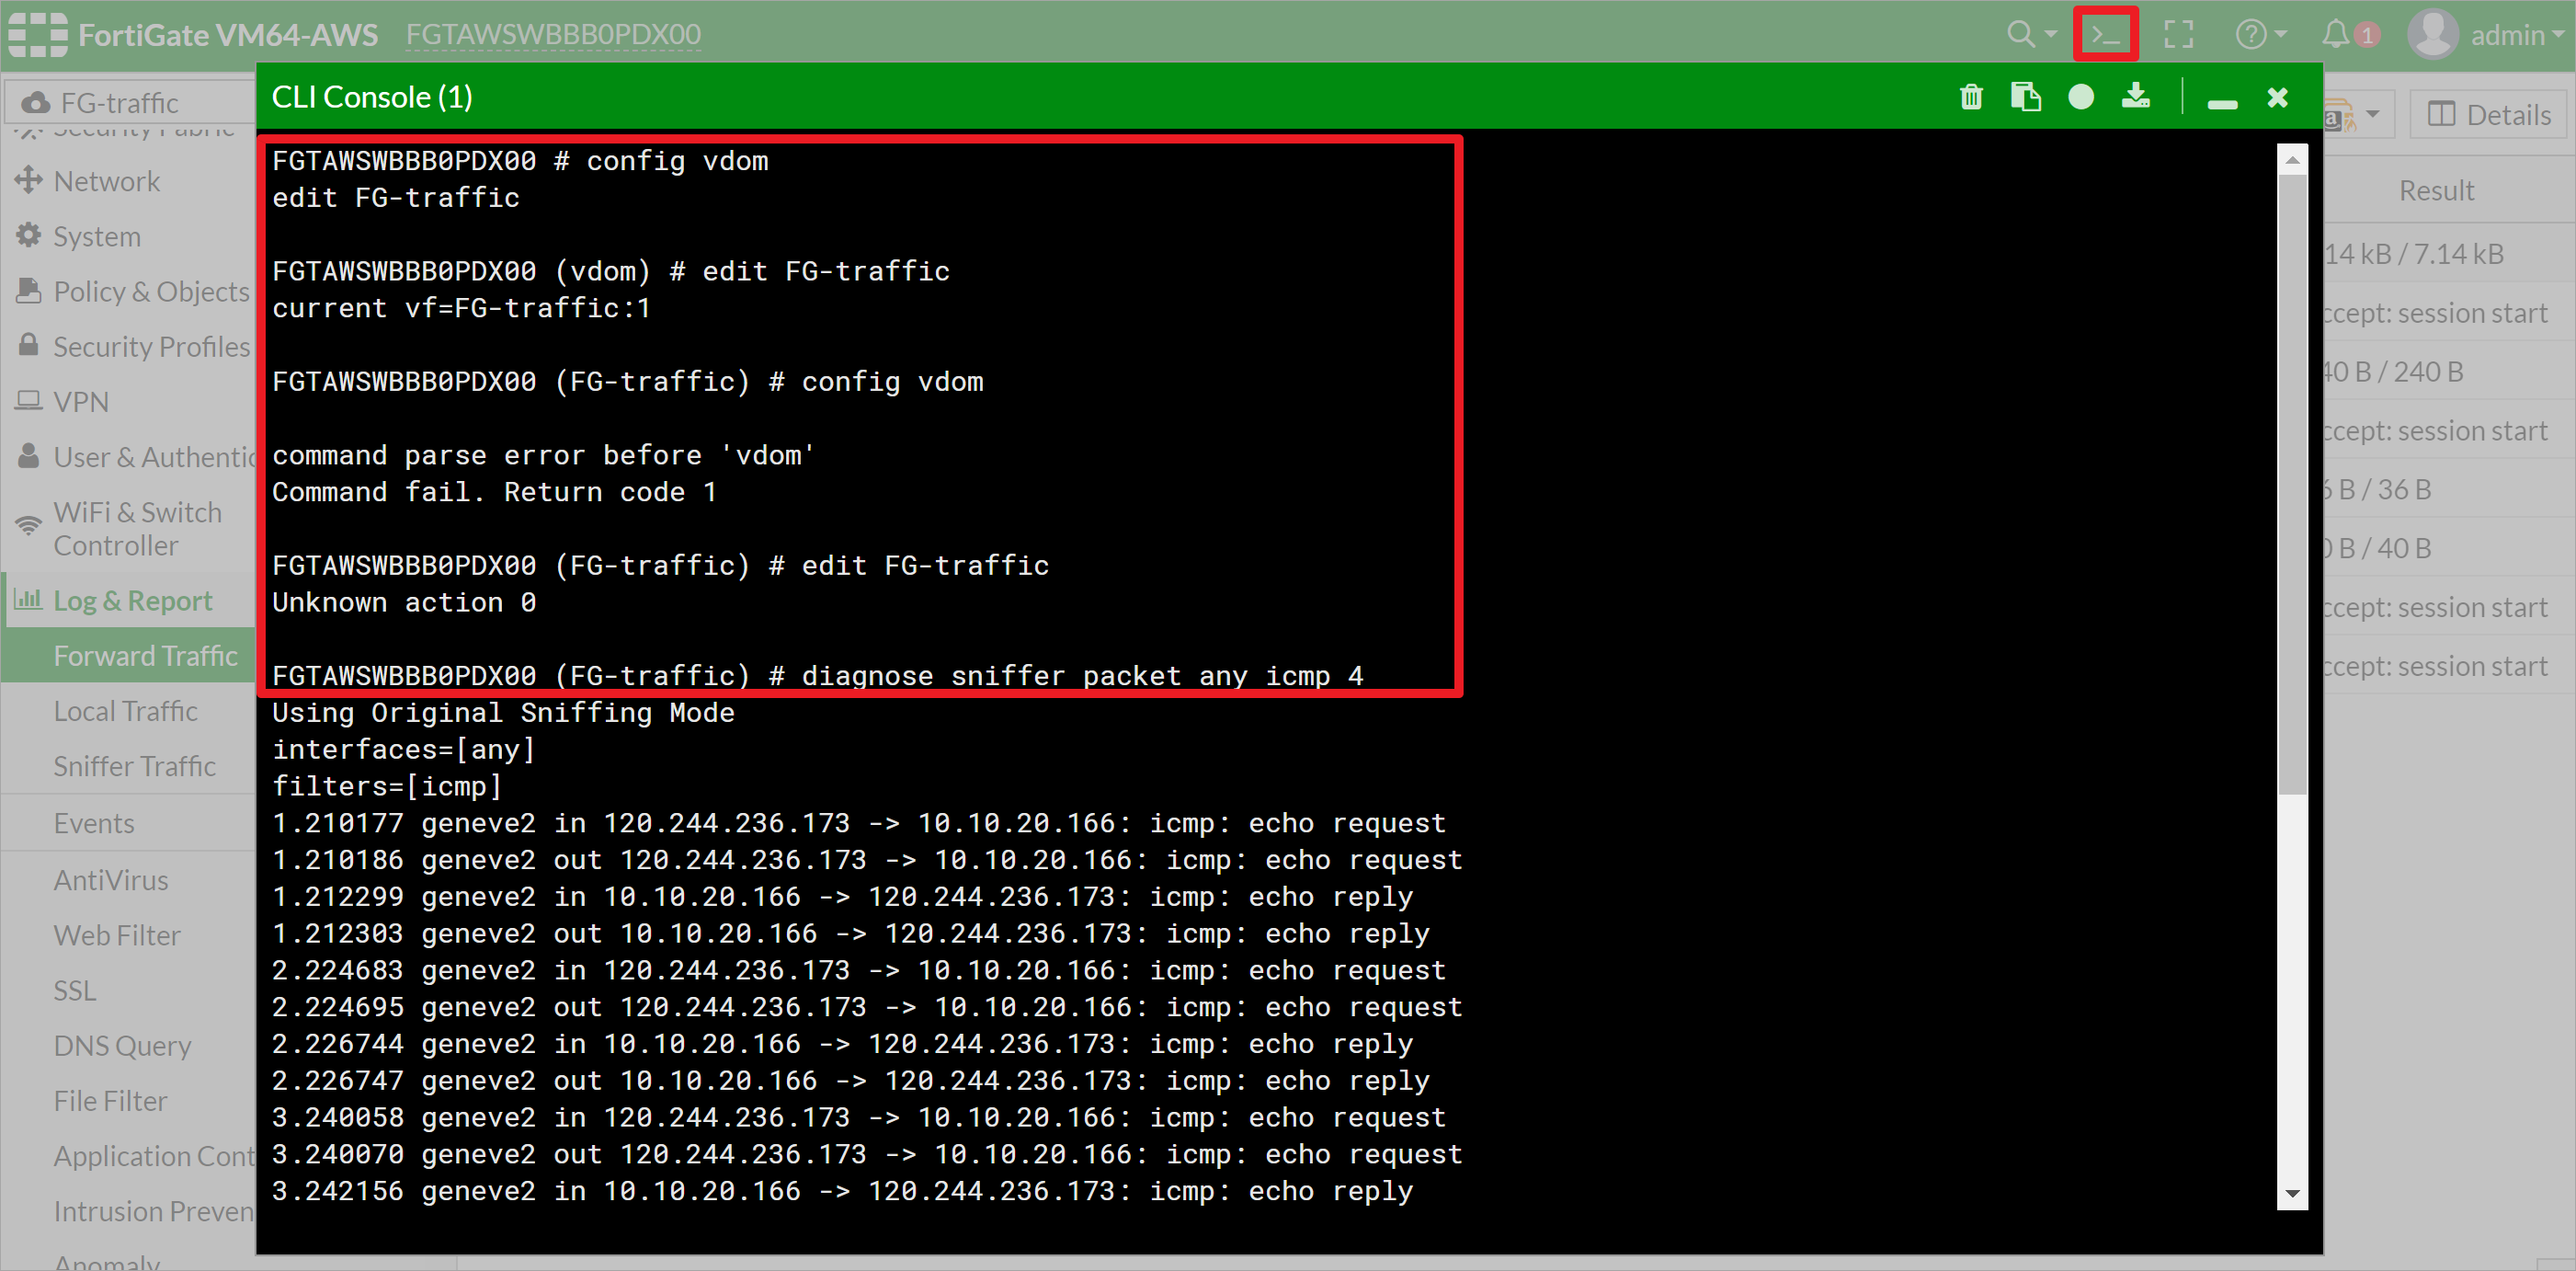 FortiGate VM64-AWS FGTAWSWBBB0PDX00
1 admin
FG-traffic
Security Fabric
Network
System
Policy & Objects
Security Profiles
VPN
User & Authentic
WiFi & Switch
Controller
Log & Report
Forward Traffic
Local Traffic
Sniffer Traffic
Events
AntiVirus
Web Filter
SSL
DNS Query
File Filter
Application Cont
Intrusion Preven
Anomaly
CLI Console (1)
FGTAWSWBBB0PDX00 # config vdom
edit FG-traffic
FGTAWSWBBB0PDX00 (vdom) # edit FG-traffic
current vf=FG-traffic:1
FGTAWSWBBB0PDX00 (FG-traffic) # config vdom
command parse error before 'vdom'
Command fail. Return code 1
FGTAWSWBBB0PDX00 (FG-traffic) # edit FG-traffic
Unknown action 0
FGTAWSWBBB0PDX00 (FG-traffic) # diagnose sniffer packet any icmp 4
Using Original Sniffing Mode
interfaces=[any]
filters=[icmp]
1.210177 geneve2 in 120.244.236.173 -> 10.10.20.166: icmp: echo request
1.210186 geneve2 out 120.244.236.173 -> 10.10.20.166: icmp: echo request
1.212299 geneve2 in 10.10.20.166 -> 120.244.236.173: icmp: echo reply
1.212303 geneve2 out 10.10.20.166 -> 120.244.236.173: icmp: echo reply
2.224683 geneve2 in 120.244.236.173 -> 10.10.20.166: icmp: echo request
2.224695 geneve2 out 120.244.236.173 -> 10.10.20.166: icmp: echo request
2.226744 geneve2 in 10.10.20.166 -> 120.244.236.173: icmp: echo reply
2.226747 geneve2 out 10.10.20.166 -> 120.244.236.173: icmp: echo reply
3.240058 geneve2 in 120.244.236.173 -> 10.10.20.166: icmp: echo request
3.240070 geneve2 out 120.244.236.173 -> 10.10.20.166: icmp: echo request
3.242156 geneve2 in 10.10.20.166 -> 120.244.236.173: icmp: echo reply
Details
Result
14 kB / 7.14 kB
ccept: session start
40 B / 240 B
ccept: session start
6 B / 36 B
ccept: session start
0 B / 40 B
ccept: session start